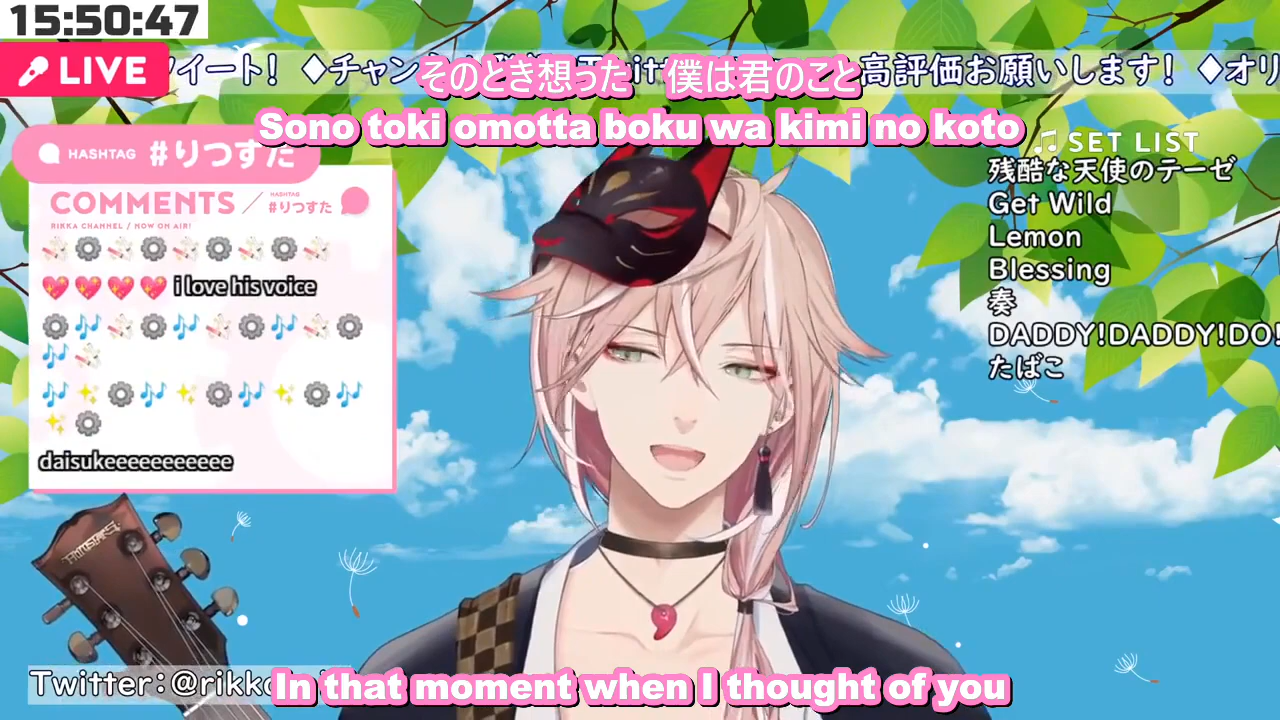 15:50:47
LIVE
イート! ◆チャン
高評価お願いします! ◆オリ
そのとき想った 僕は君のこと
Sono toki omotta boku wa kimi no koto
HASHTAG #りつすた
COMMENTS
HASHTAG
#りつすた
RIKKA CHANNEL / NOW ON AIR!
i love his voice
daisukeeeeeeeeeeee
SET LIST
残酷な天使のテーゼ
Get Wild
Lemon
Blessing
奏
DADDY!DADDY!DO!
たばこ
Twitter:@rikk
In that moment when I thought of you